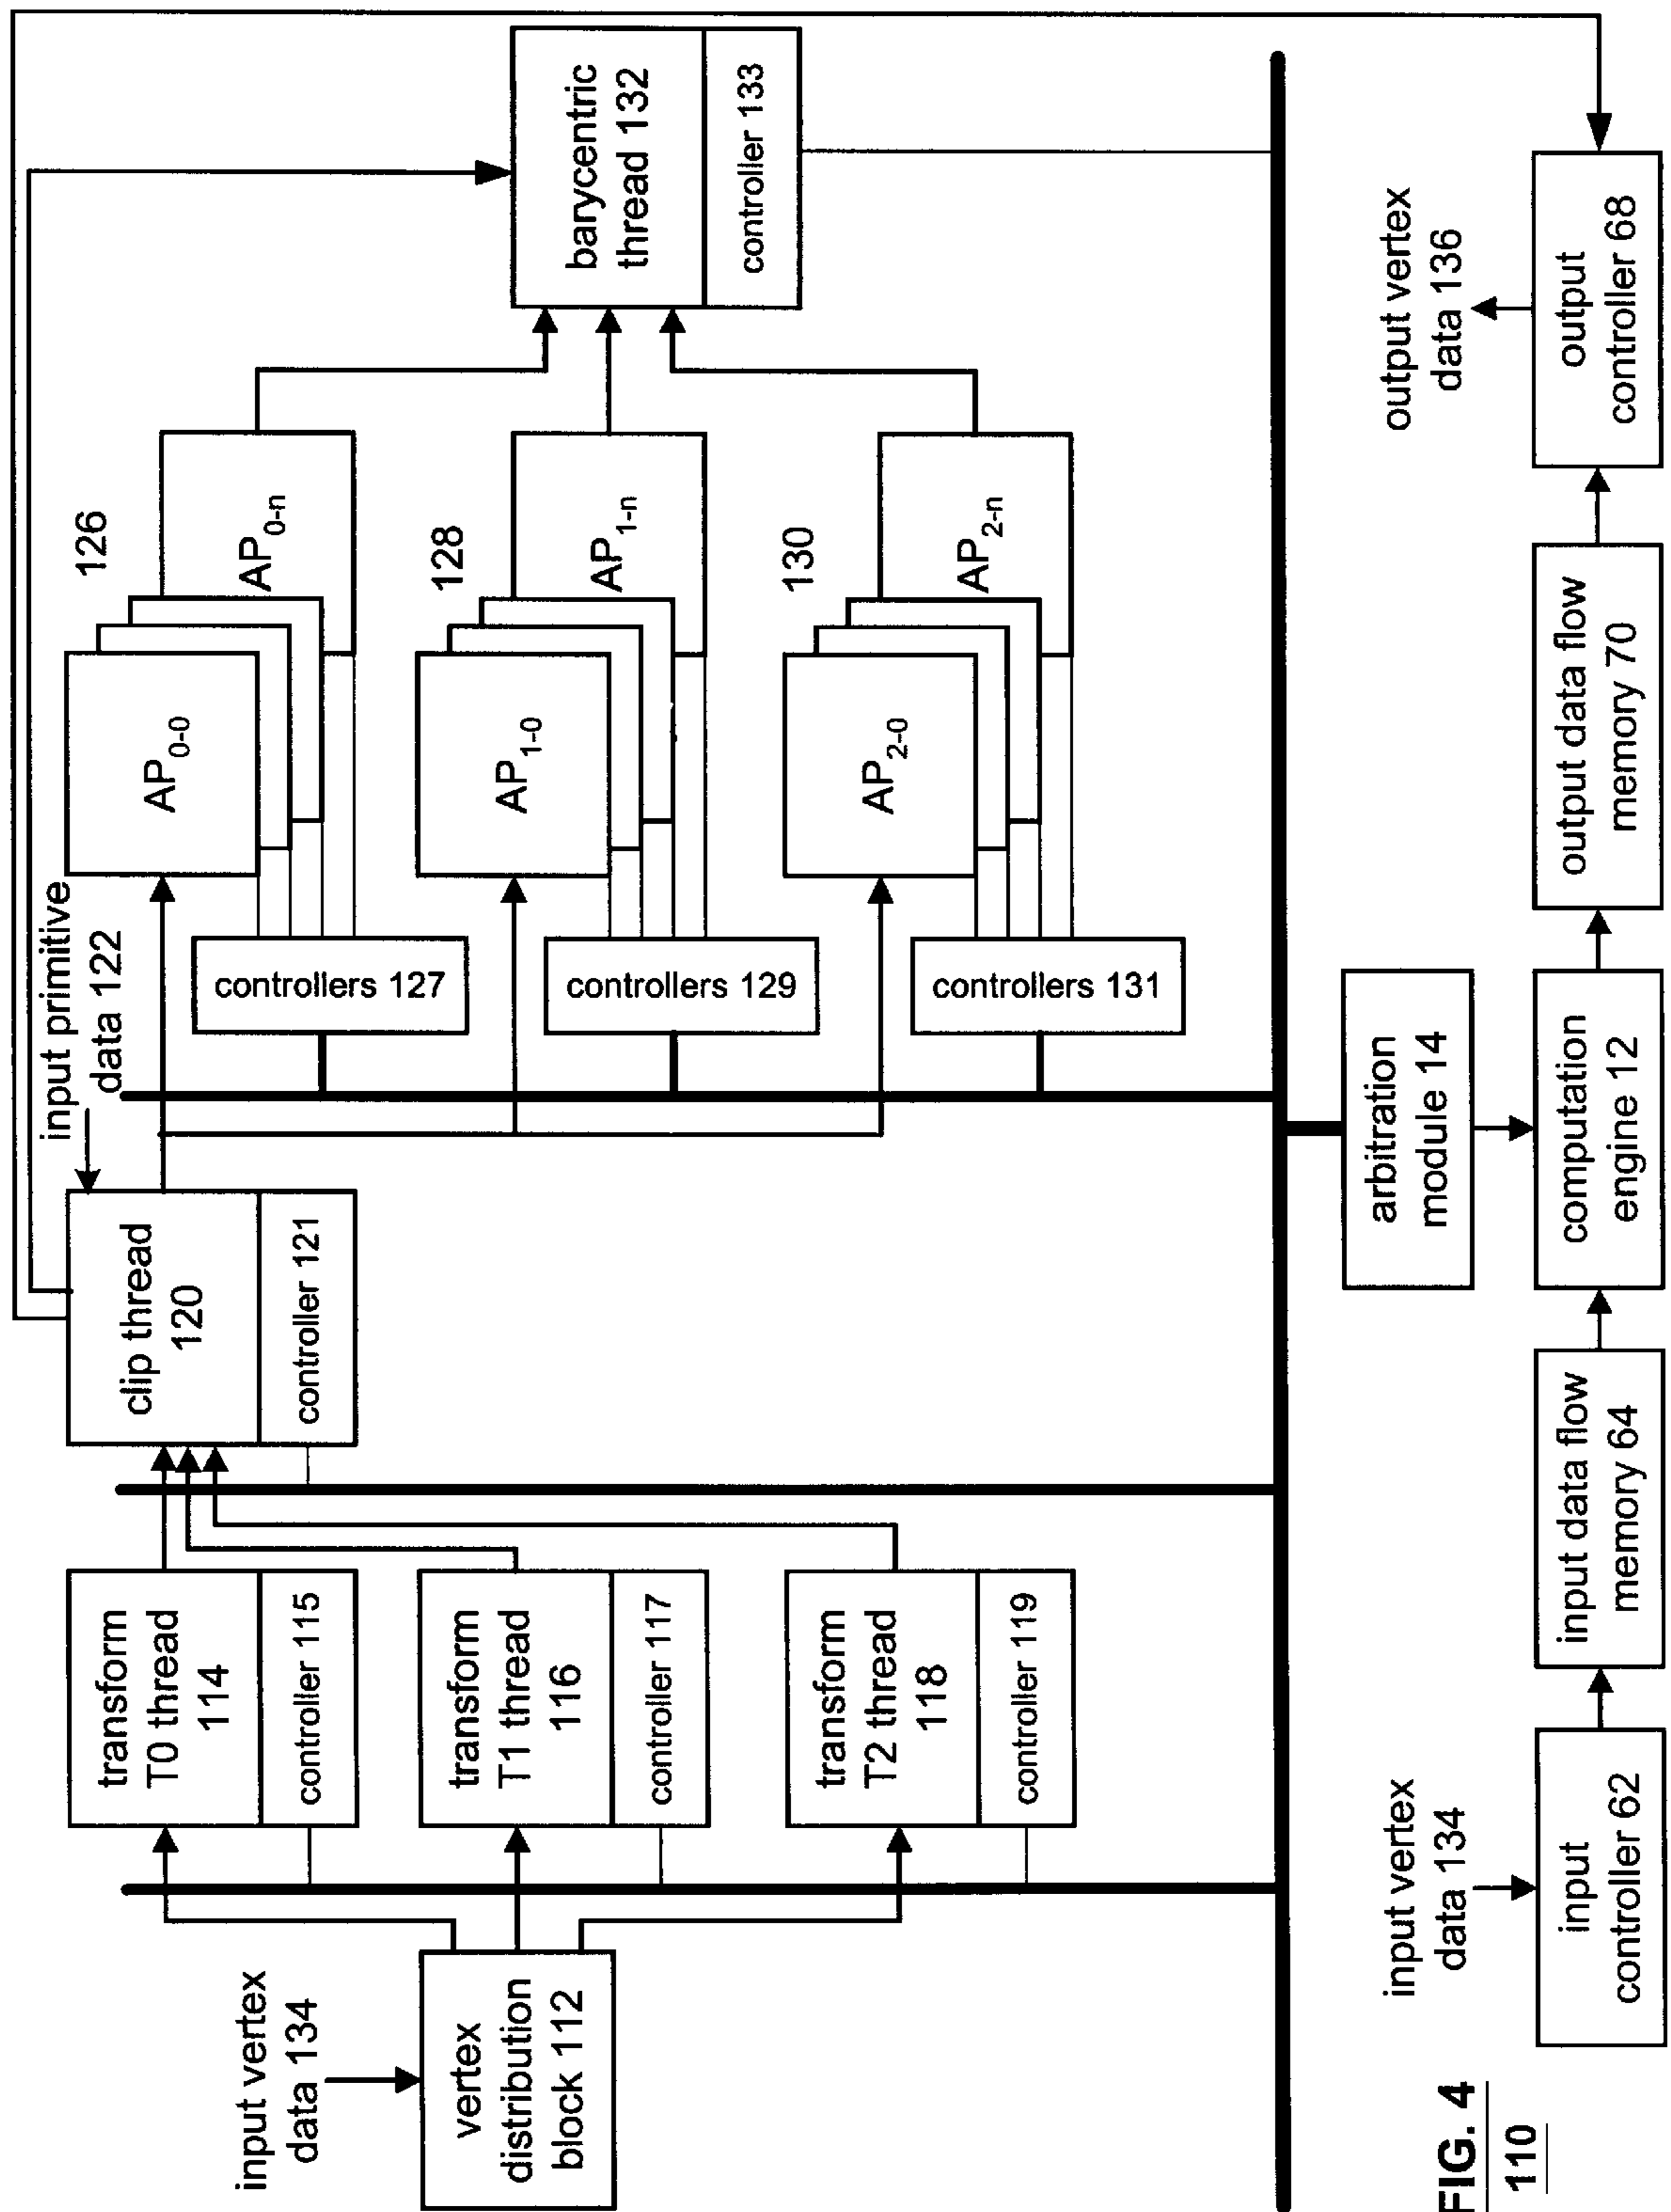 input vertex
data 134
vertex
distribution
block 112
transform
T0 thread
114
controller 115
transform
T1 thread
116
controller 117
transform
T2 thread
118
controller 119
clip thread
120
controller 121
input primitive
data 122
AP0-0
AP0-n
126
controllers 127
AP1-0
AP1-n
128
controllers 129
AP2-0
AP2-n
130
controllers 131
barycentric
thread 132
controller 133
arbitration
module 14
input vertex
data 134
input
controller 62
input data flow
memory 64
computation
engine 12
output data flow
memory 70
output
controller 68
output vertex
data 136
FIG. 4
110